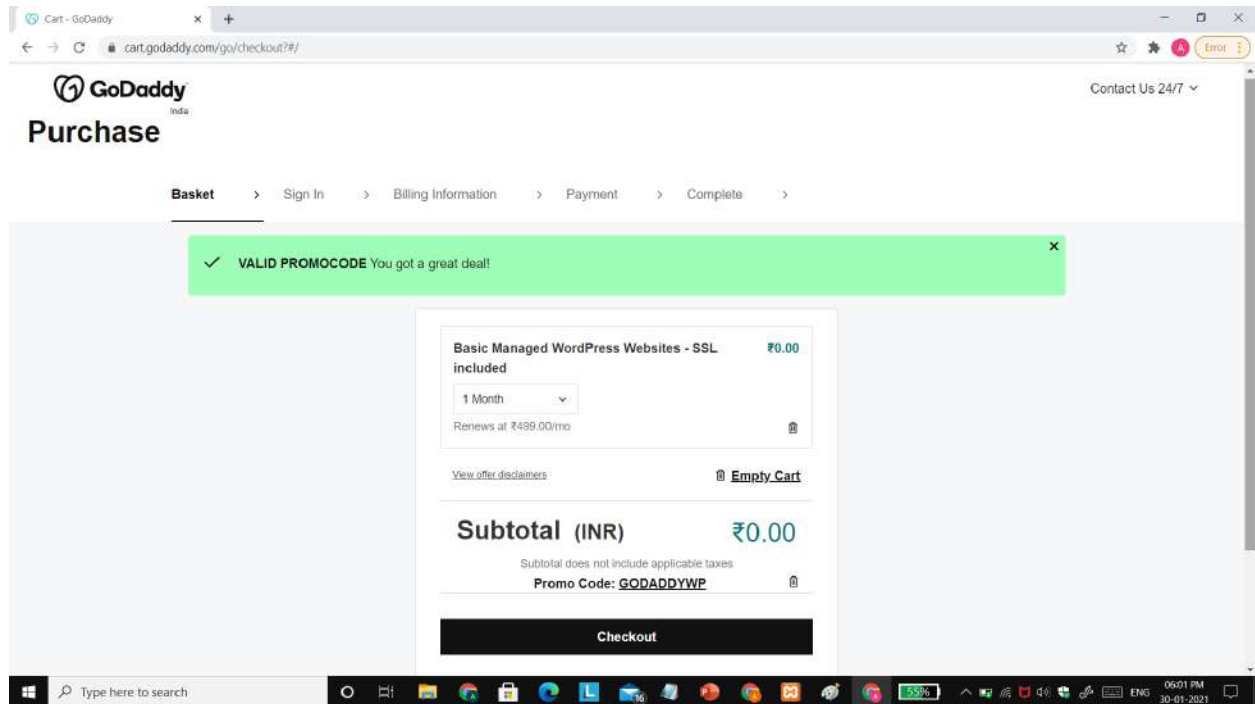 Cart - GoDaddy
cart.godaddy.com/go/checkout?#/
A
Error
GoDaddy
India
Contact Us 24/7
Purchase
Basket > Sign In > Billing Information > Payment > Complete >
VALID PROMOCODE You got a great deal!
Basic Managed WordPress Websites - SSL ₹0.00
included
1 Month
Renews at ₹499.00/mo
View offer disclaimers Empty Cart
Subtotal (INR) ₹0.00
Subtotal does not include applicable taxes
Promo Code: GODADDYWP
Checkout
Type here to search
L
16
55%
ENG
06:01 PM
30-01-2021